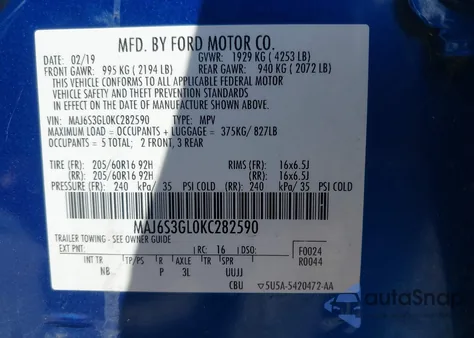 MFD. BY FORD MOTOR CO.
DATE: 02/19 GVWR: 1929 KG ( 4253 LB)
FRONT GAWR: 995 KG ( 2194 LB) REAR GAWR: 940 KG ( 2072 LB)
THIS VEHICLE CONFORMS TO ALL APPLICABLE FEDERAL MOTOR
VEHICLE SAFETY AND THEFT PREVENTION STANDARDS
IN EFFECT ON THE DATE OF MANUFACTURE SHOWN ABOVE.
VIN: MAJ6S3GL0KC282590 TYPE: MPV
MAXIMUM LOAD = OCCUPANTS + LUGGAGE = 375KG/ 827LB
OCCUPANTS = 5 TOTAL; 2 FRONT, 3 REAR
TIRE (FR): 205/60R16 92H RIMS (FR): 16x6.5J
(RR): 205/60R16 92H (RR): 16x6.5J
PRESSURE (FR): 240 kPa/ 35 PSI COLD (RR): 240 kPa/ 35 PSI COLD
MAJ6S3GL0KC282590
TRAILER TOWING - SEE OWNER GUIDE
EXT PNT: RC: 16 DSO: F0024
R0044
INT TR TP/PS R AXLE TR SPR
NB P 3L UUJJ
CBU 5U5A-5420472-AA
AutoSnap